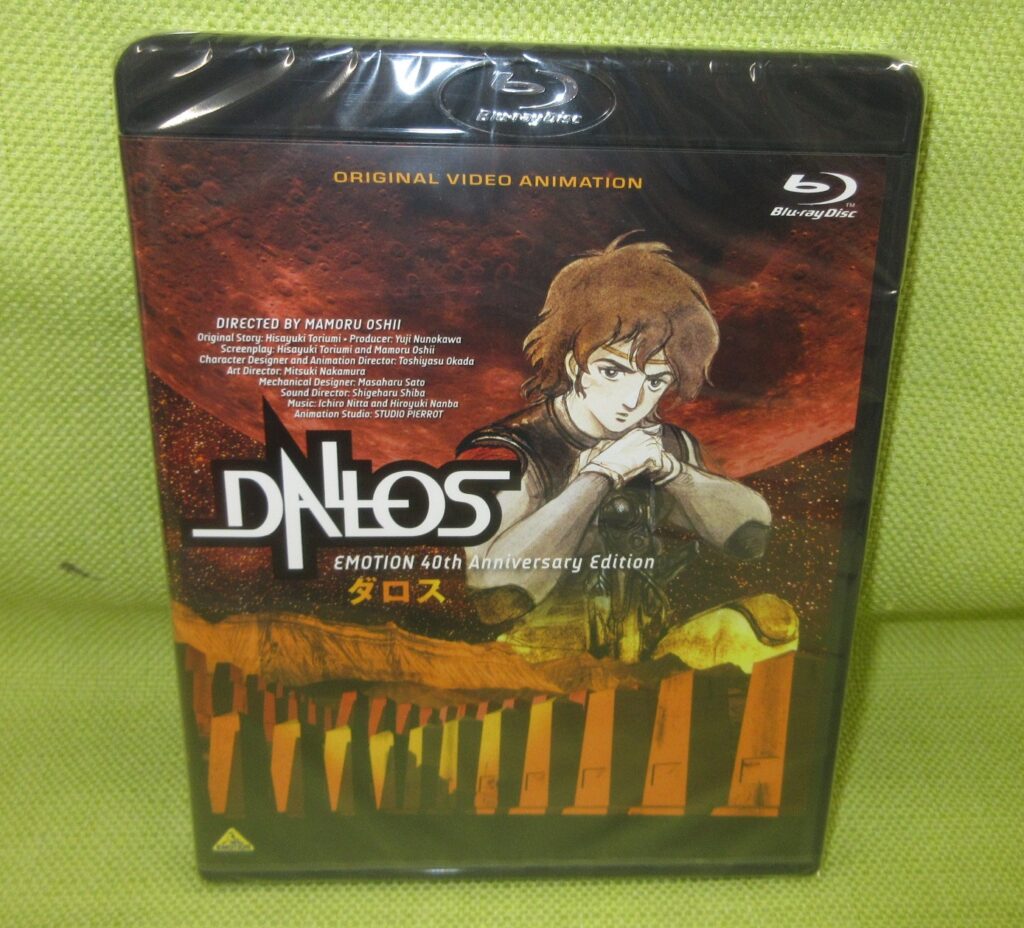 Blu-ray Disc
ORIGINAL VIDEO ANIMATION
Blu-ray Disc
TM
DIRECTED BY MAMORU OSHII
Original Story: Hisayuki Toriumi • Producer: Yuji Nunokawa
Screenplay: Hisayuki Toriumi and Mamoru Oshii
Character Designer and Animation Director: Toshiyasu Okada
Art Director: Mitsuki Nakamura
Mechanical Designer: Masaharu Sato
Sound Director: Shigeharu Shiba
Music: Ichiro Nitta and Hiroyuki Nanba
Animation Studio: STUDIO PIERROT
DALLOS
EMOTION 40th Anniversary Edition
ダロス
EMOTION